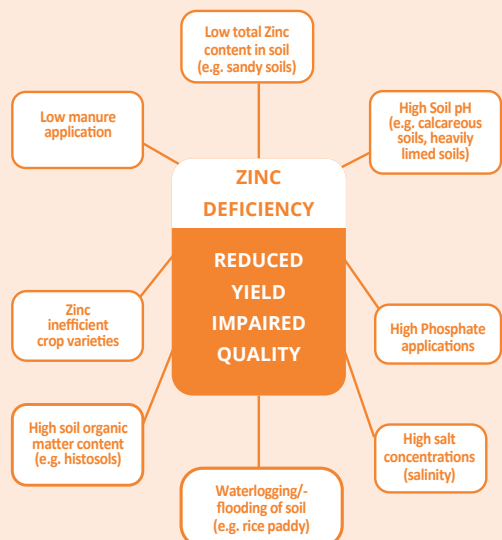 Low total Zinc
content in soil
(e.g. sandy soils)
Low manure
application
High Soil pH
(e.g. calcareous
soils, heavily
limed soils)
ZINC
DEFICIENCY
REDUCED
YIELD
IMPAIRED
QUALITY
Zinc
inefficient
crop varieties
High Phosphate
applications
High soil organic
matter content
(e.g. histosols)
High salt
concentrations
(salinity)
Waterlogging/-
flooding of soil
(e.g. rice paddy)